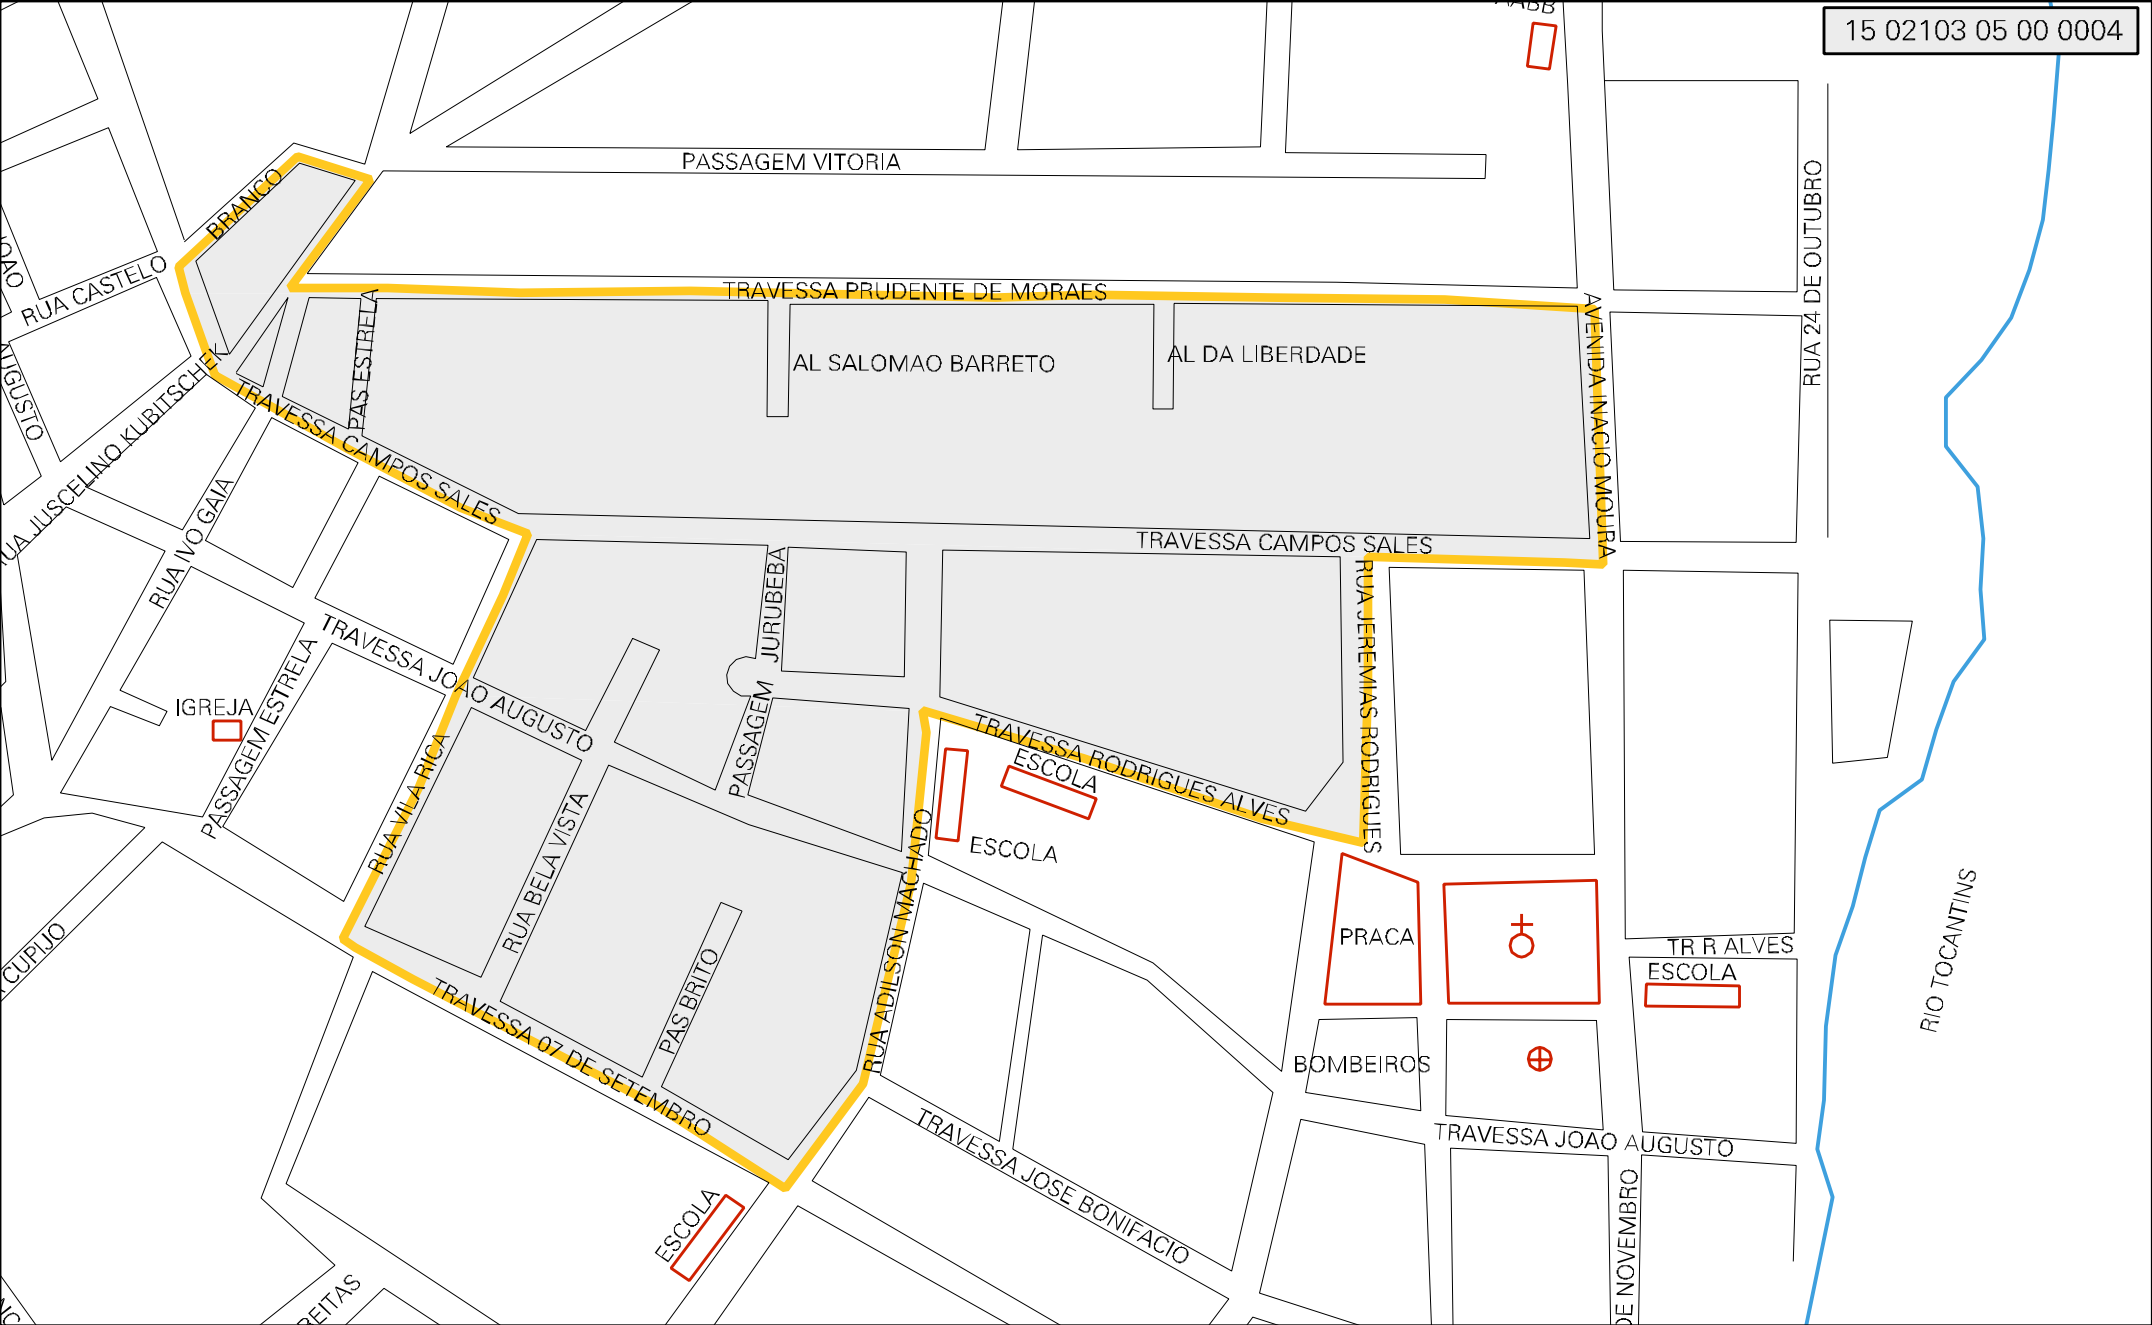 15 02103 05 00 0004
PASSAGEM VITORIA
BRANCO
RUA CASTELO
RUA 24 DE OUTUBRO
TRAVESSA PRUDENTE DE MORAES
PAS ESTRELA
AL SALOMAO BARRETO
AL DA LIBERDADE
AVENIDA INACIO MOURA
AUGUSTO
JUSCELINO KUBITSCHEK
TRAVESSA CAMPOS SALES
RUA IVO GAIA
TRAVESSA CAMPOS SALES
PASSAGEM JURUBEBA
RUA JEREMIAS RODRIGUES
TRAVESSA JOAO AUGUSTO
IGREJA
PASSAGEM ESTRELA
RUA VILA RICA
TRAVESSA RODRIGUES ALVES
ESCOLA
ESCOLA
RUA BELA VISTA
RUA ADILSON MACHADO
PRACA
TR R ALVES
ESCOLA
RIO TOCANTINS
CUPIJO
PAS BRITO
TRAVESSA 07 DE SETEMBRO
BOMBEIROS
TRAVESSA JOSE BONIFACIO
TRAVESSA JOAO AUGUSTO
DE NOVEMBRO
ESCOLA